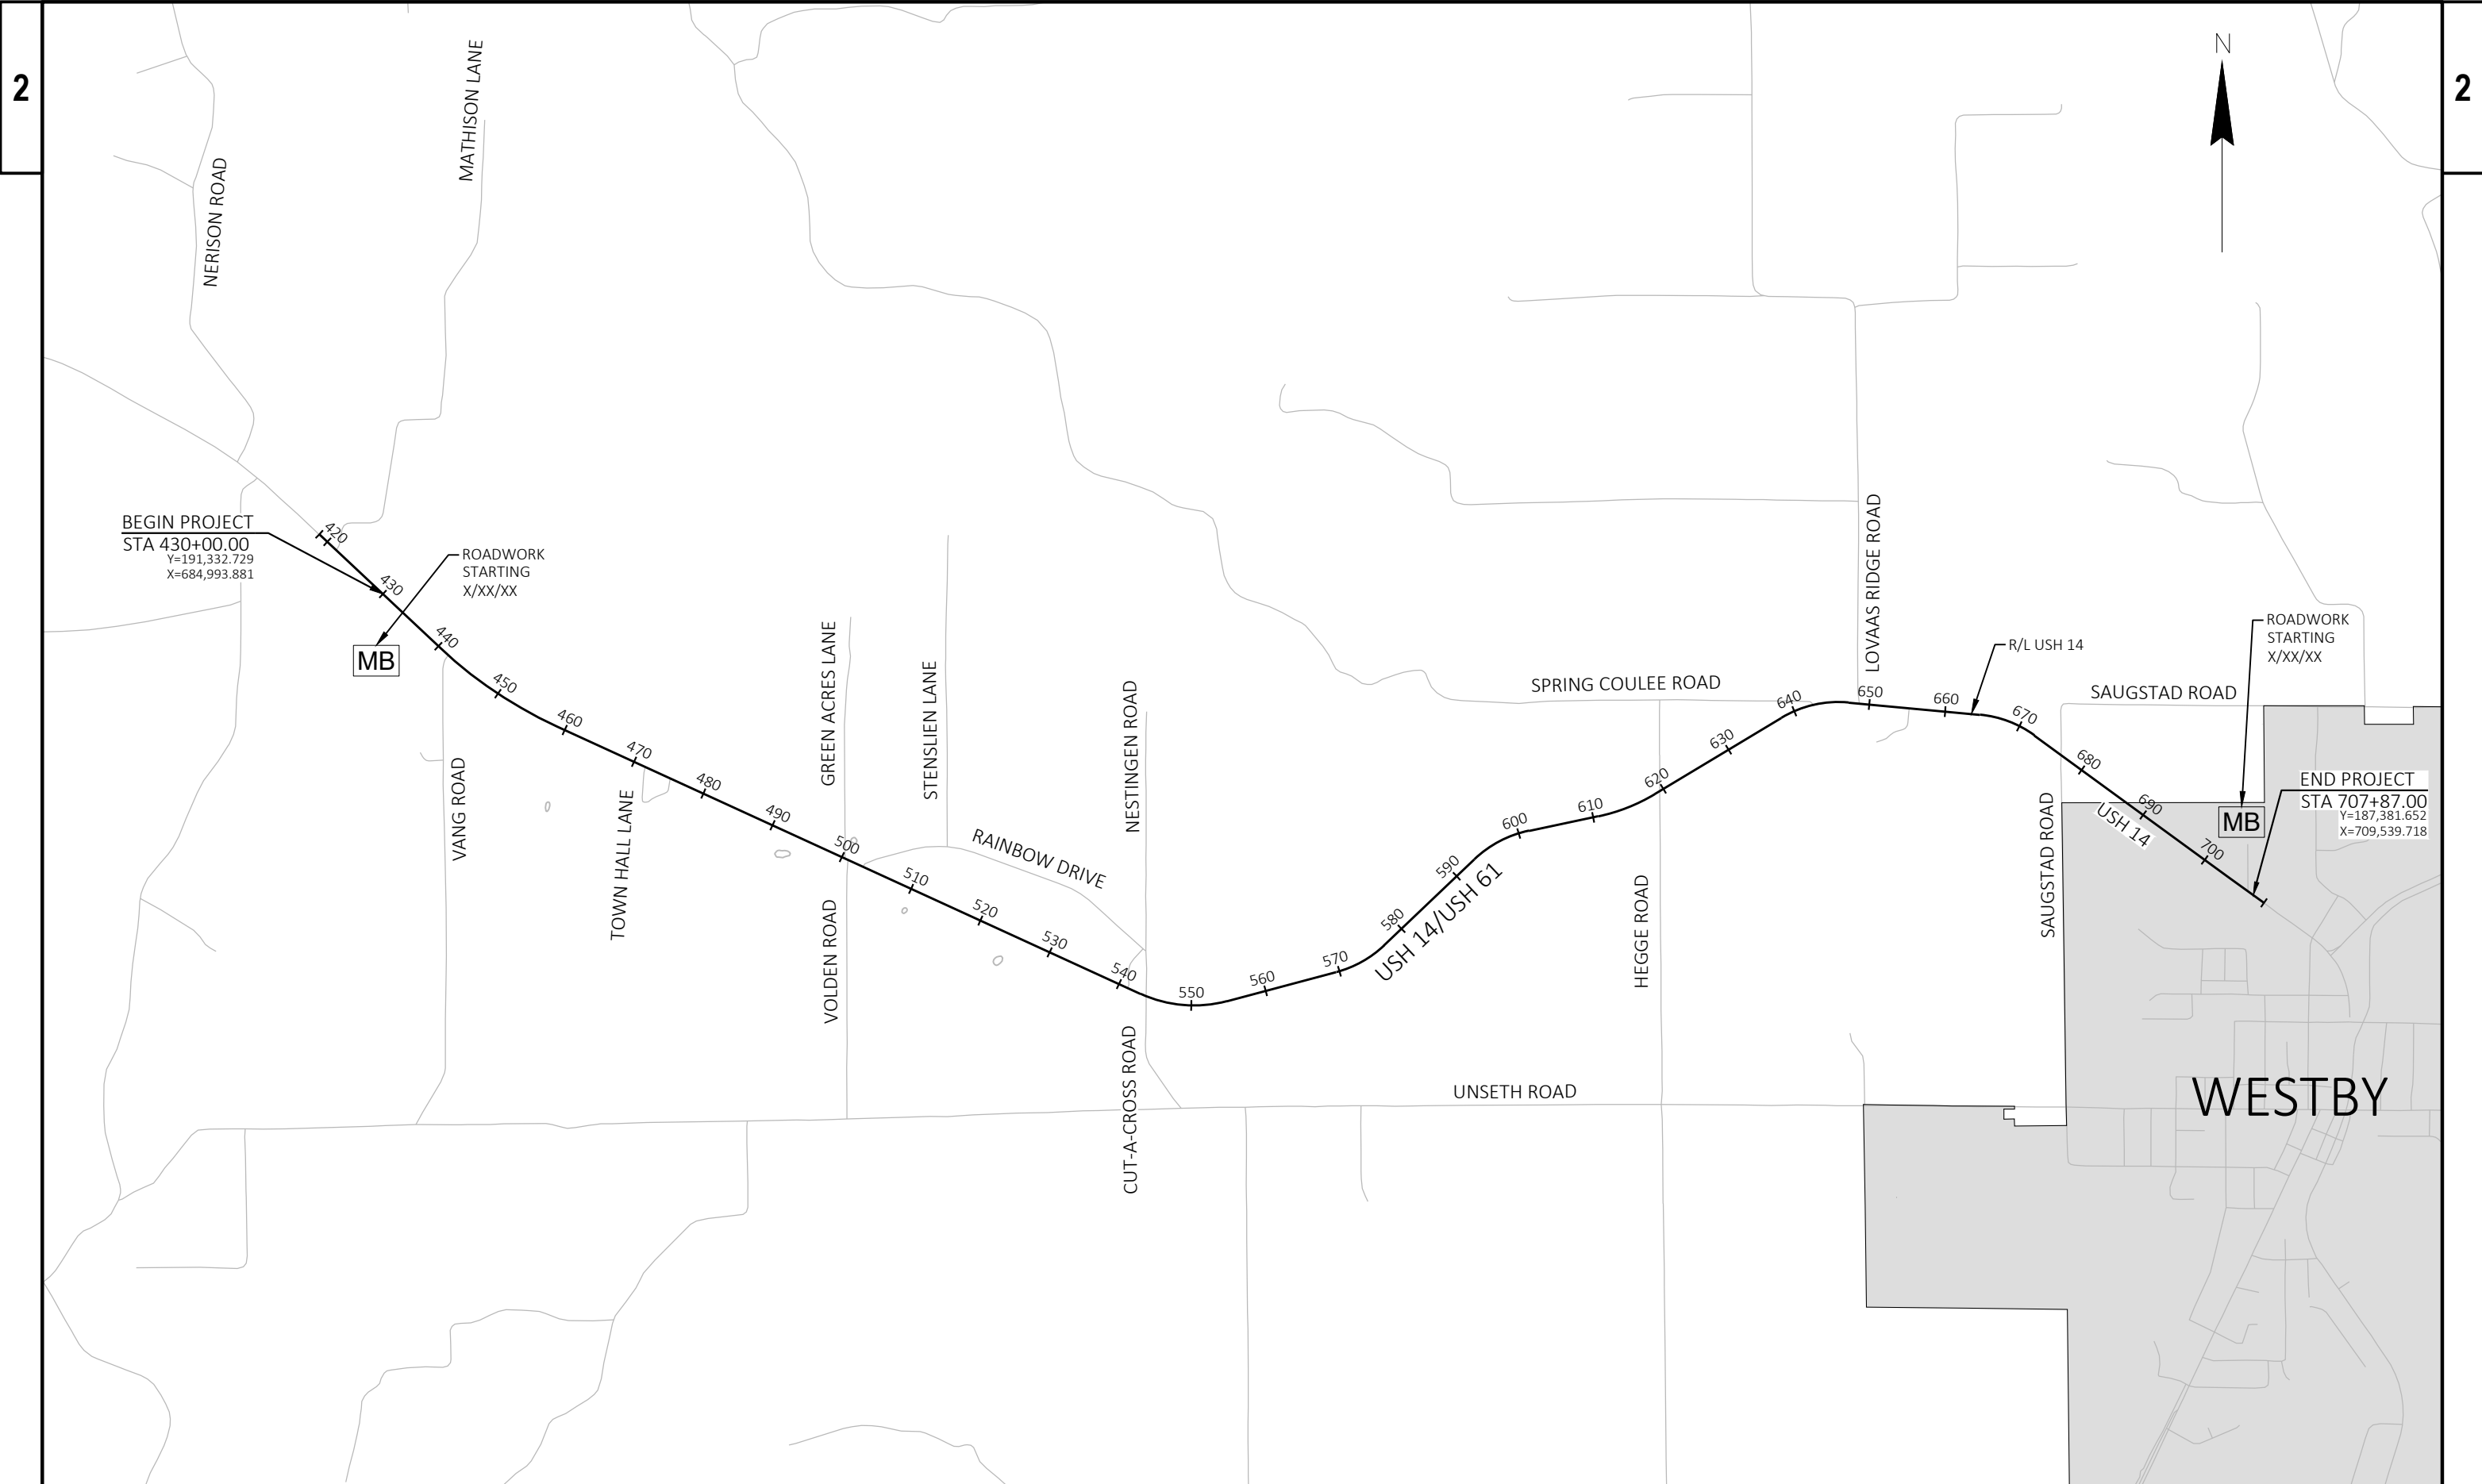 2
2
N
MATHISON LANE
NERISON ROAD
BEGIN PROJECT
STA 430+00.00
Y=191,332.729
X=684,993.881
ROADWORK
STARTING
X/XX/XX
MB
420
430
440
450
460
470
480
490
500
510
520
530
540
550
560
570
580
590
600
610
620
630
640
650
660
670
680
690
700
VANG ROAD
TOWN HALL LANE
GREEN ACRES LANE
VOLDEN ROAD
STENSLIEN LANE
RAINBOW DRIVE
NESTINGEN ROAD
CUT-A-CROSS ROAD
USH 14/USH 61
UNSETH ROAD
SPRING COULEE ROAD
HEGGE ROAD
LOVAAS RIDGE ROAD
R/L USH 14
SAUGSTAD ROAD
SAUGSTAD ROAD
USH 14
ROADWORK
STARTING
X/XX/XX
MB
END PROJECT
STA 707+87.00
Y=187,381.652
X=709,539.718
WESTBY